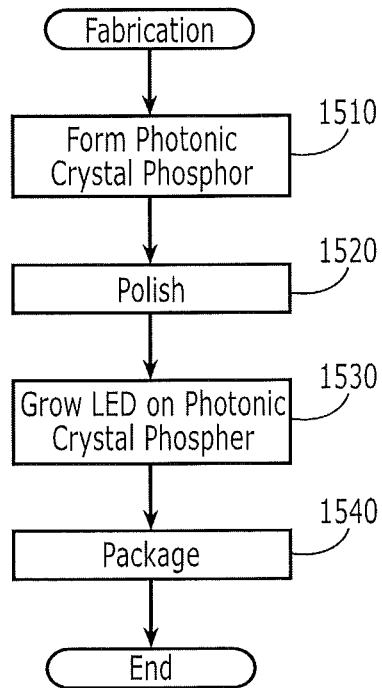 Fabrication
1510
Form Photonic
Crystal Phosphor
1520
Polish
1530
Grow LED on Photonic
Crystal Phospher
1540
Package
End